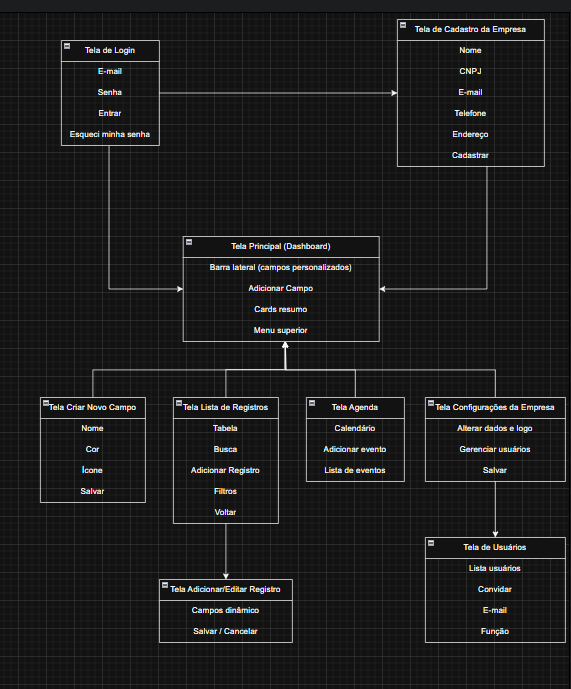 Tela de Login
E-mail
Senha
Entrar
Esqueci minha senha
Tela de Cadastro da Empresa
Nome
CNPJ
E-mail
Telefone
Endereço
Cadastrar
Tela Principal (Dashboard)
Barra lateral (campos personalizados)
Adicionar Campo
Cards resumo
Menu superior
Tela Criar Novo Campo
Nome
Cor
Ícone
Salvar
Tela Lista de Registros
Tabela
Busca
Adicionar Registro
Filtros
Voltar
Tela Agenda
Calendário
Adicionar evento
Lista de eventos
Tela Configurações da Empresa
Alterar dados e logo
Gerenciar usuários
Salvar
Tela Adicionar/Editar Registro
Campos dinâmico
Salvar / Cancelar
Tela de Usuários
Lista usuários
Convidar
E-mail
Função